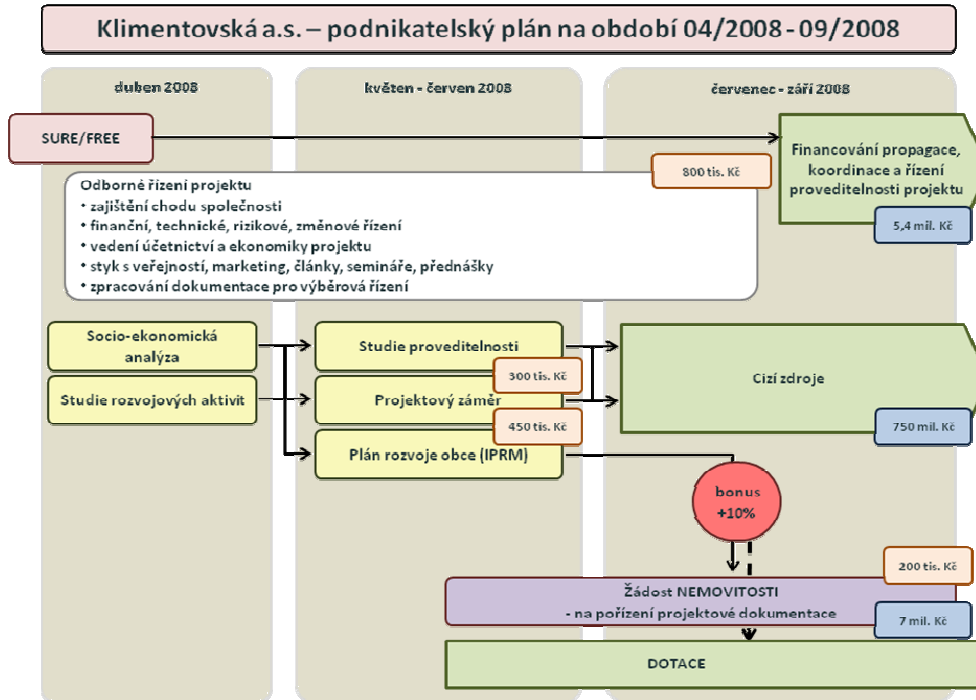 Klimentovská a.s. – podnikatelský plán na období 04/2008 - 09/2008
duben 2008
květen - červen 2008
červenec - září 2008
SURE/FREE
Financování propagace,
koordinace a řízení
proveditelnosti projektu
800 tis. Kč
5,4 mil. Kč
Odborné řízení projektu
• zajištění chodu společnosti
• finanční, technické, rizikové, změnové řízení
• vedení účetnictví a ekonomiky projektu
• styk s veřejností, marketing, články, semináře, přednášky
• zpracování dokumentace pro výběrová řízení
Socio-ekonomická
analýza
Studie rozvojových aktivit
Studie proveditelnosti
300 tis. Kč
Projektový záměr
450 tis. Kč
Plán rozvoje obce (IPRM)
Cizí zdroje
750 mil. Kč
bonus
+10%
200 tis. Kč
Žádost NEMOVITOSTI
- na pořízení projektové dokumentace
7 mil. Kč
DOTACE